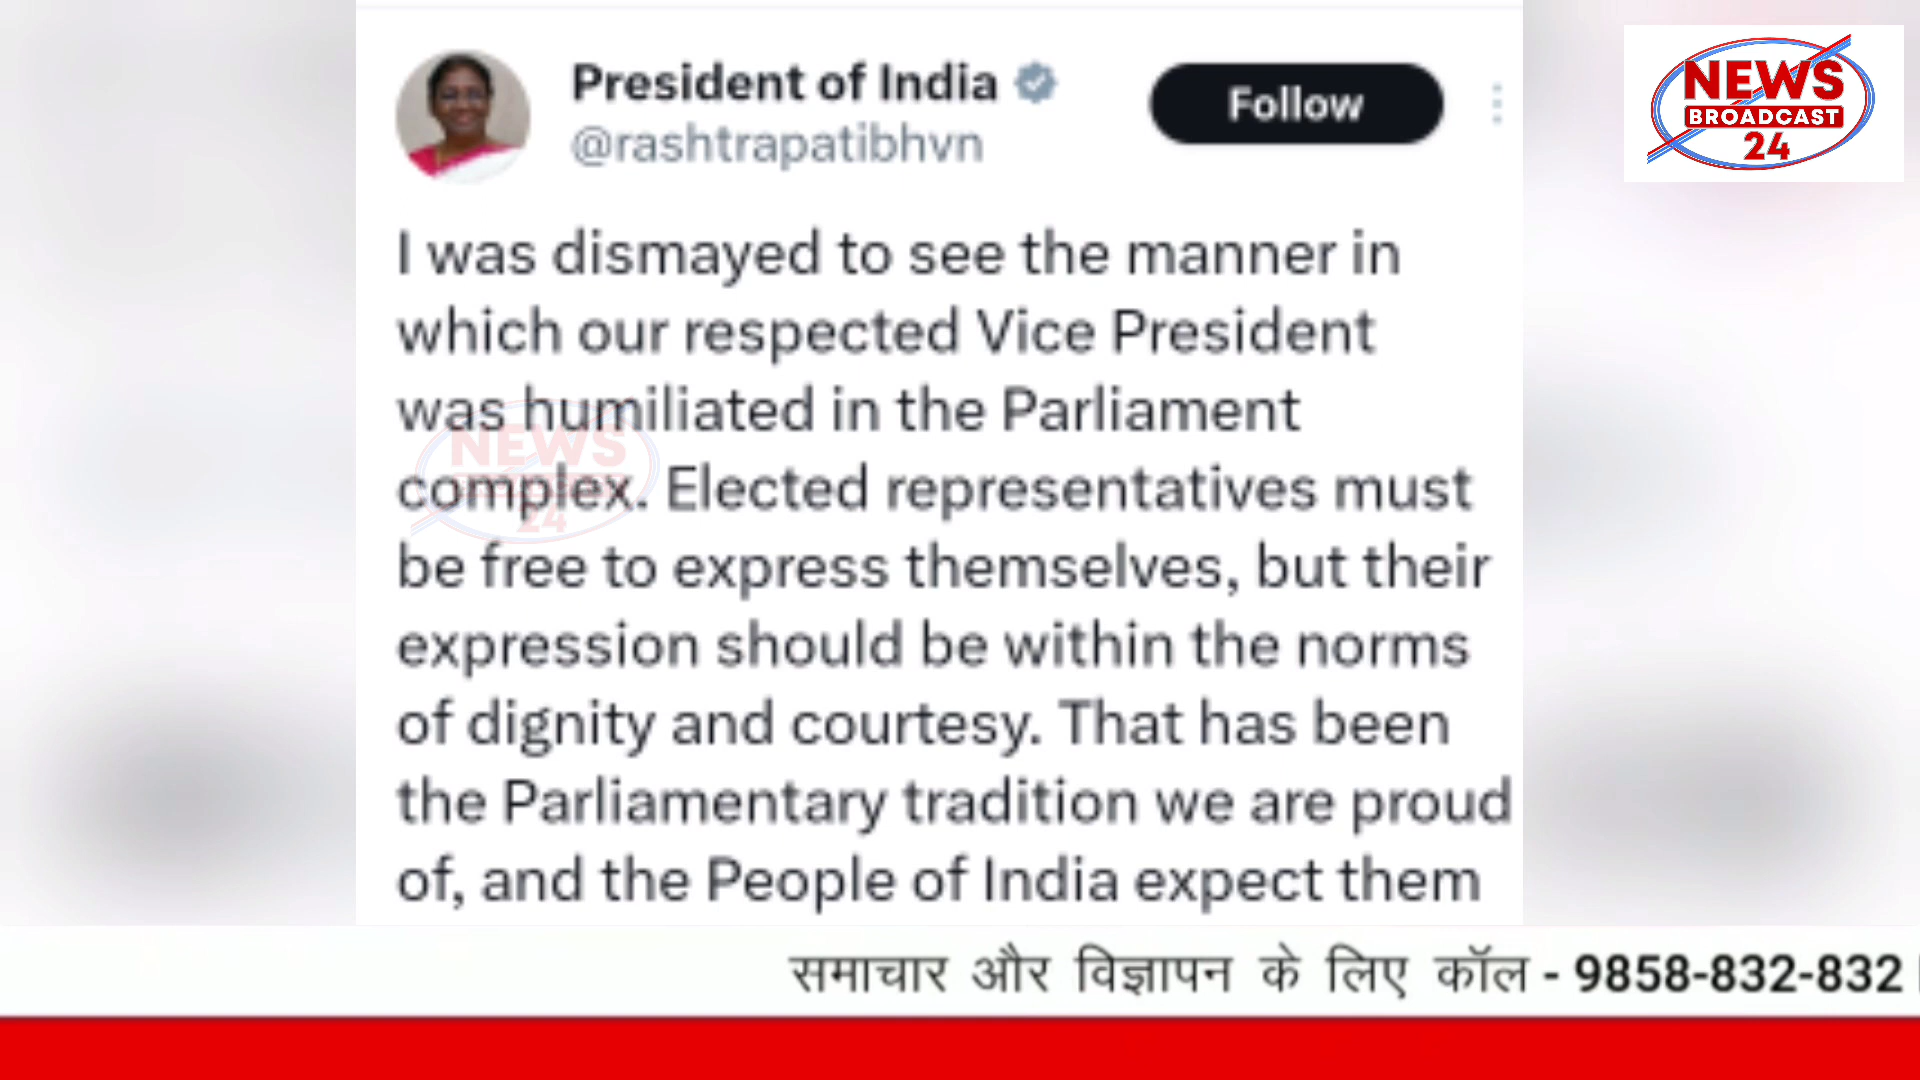 President of India
@rashtrapatibhvn
Follow
NEWS
BROADCAST
24
I was dismayed to see the manner in
which our respected Vice President
was humiliated in the Parliament
complex. Elected representatives must
be free to express themselves, but their
expression should be within the norms
of dignity and courtesy. That has been
the Parliamentary tradition we are proud
of, and the People of India expect them
NEWS
24
समाचार और विज्ञापन के लिए कॉल - 9858-832-832